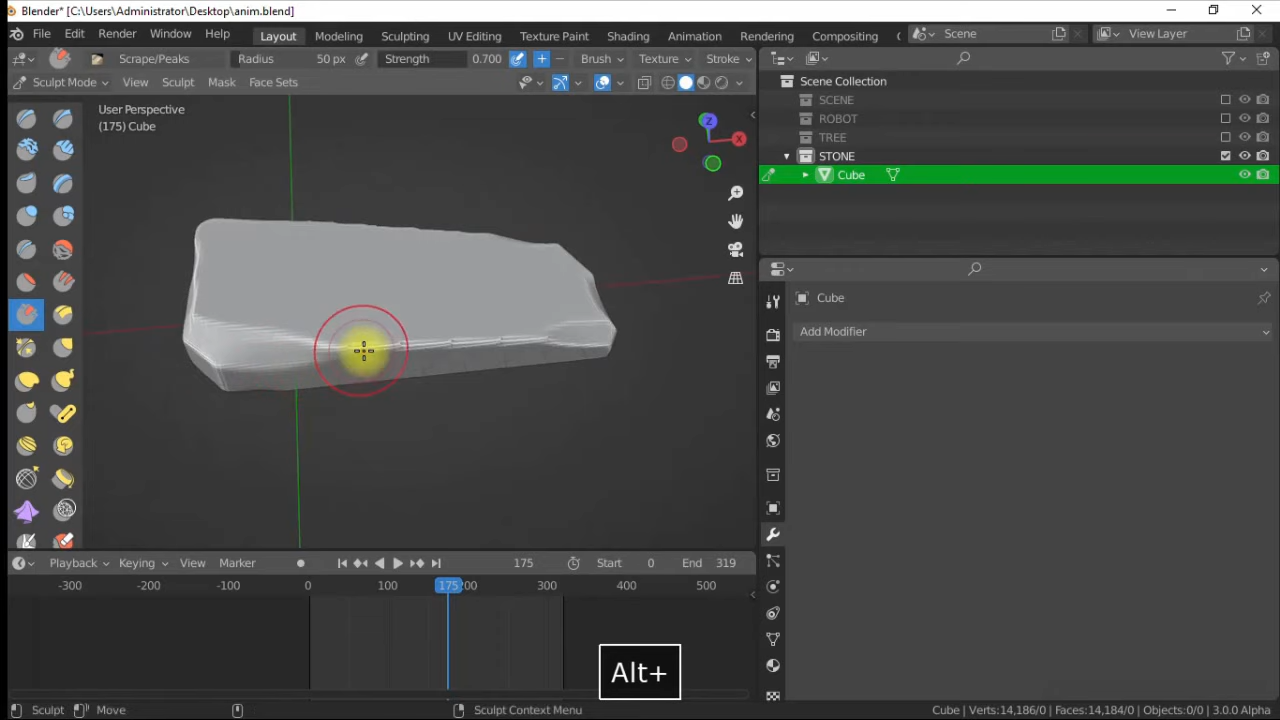 Blender* [C:\Users\Administrator\Desktop\anim.blend]
File Edit Render Window Help Layout Modeling Sculpting UV Editing Texture Paint Shading Animation Rendering Compositing Scene View Layer
Scrape/Peaks Radius 50 px Strength 0.700 Brush Texture Stroke
Sculpt Mode View Sculpt Mask Face Sets
Scene Collection
SCENE
ROBOT
TREE
STONE
Cube
User Perspective
(175) Cube
Z
X
Cube
Add Modifier
Playback Keying View Marker 175 Start 0 End 319
-300 -200 -100 0 100 175 200 300 400 500
Alt+
Sculpt Move Sculpt Context Menu Cube | Verts:14,186/0 | Faces:14,184/0 | Objects:0/0 | 3.0.0 Alpha